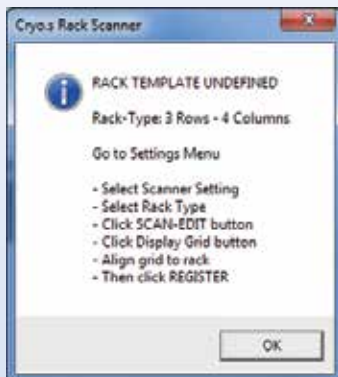 Cryo.s Rack Scanner
RACK TEMPLATE UNDEFINED
Rack-Type: 3 Rows - 4 Columns
Go to Settings Menu
- Select Scanner Setting
- Select Rack Type
- Click SCAN-EDIT button
- Click Display Grid button
- Align grid to rack
- Then click REGISTER
OK